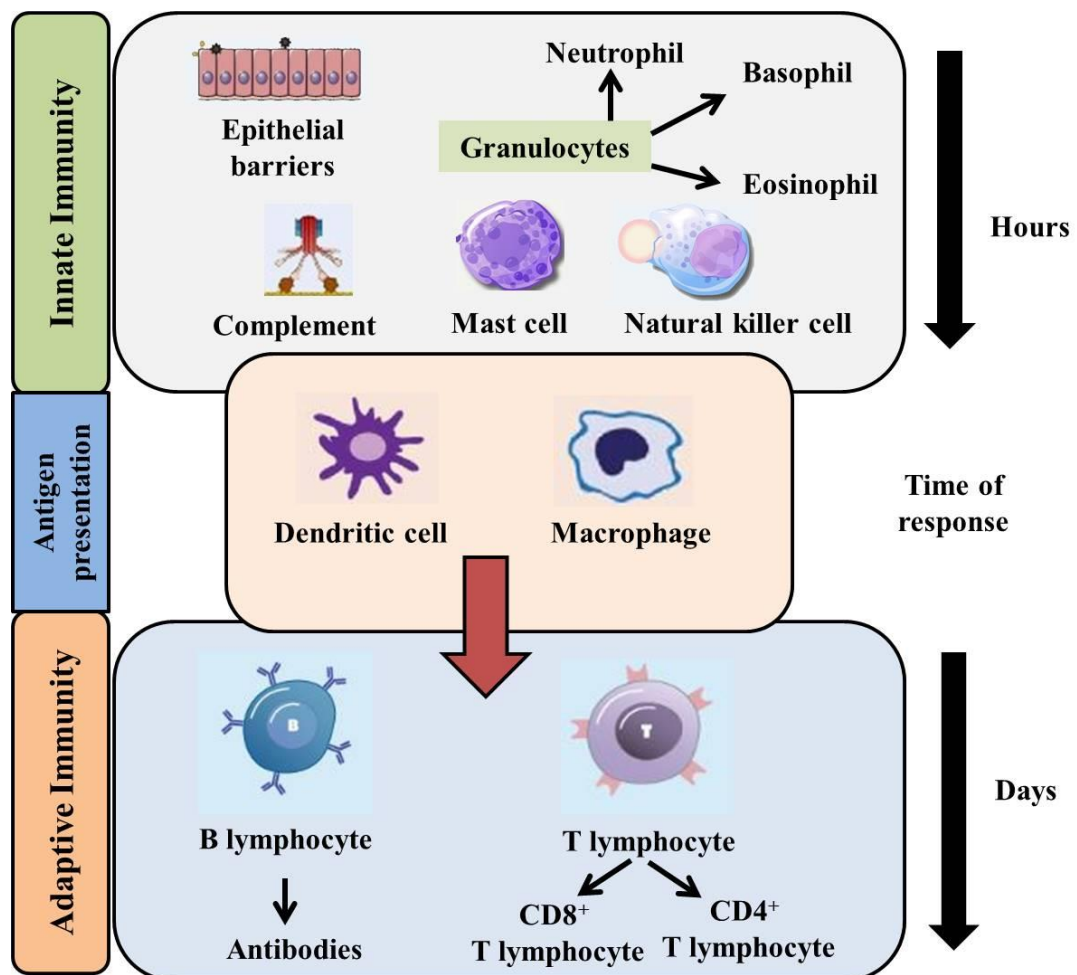 Innate Immunity
Epithelial
barriers
Neutrophil
Basophil
Granulocytes
Eosinophil
Complement
Mast cell
Natural killer cell
Hours
Antigen
presentation
Dendritic cell
Macrophage
Time of
response
Adaptive Immunity
B
T
B lymphocyte
T lymphocyte
Antibodies
CD8⁺
T lymphocyte
CD4⁺
T lymphocyte
Days